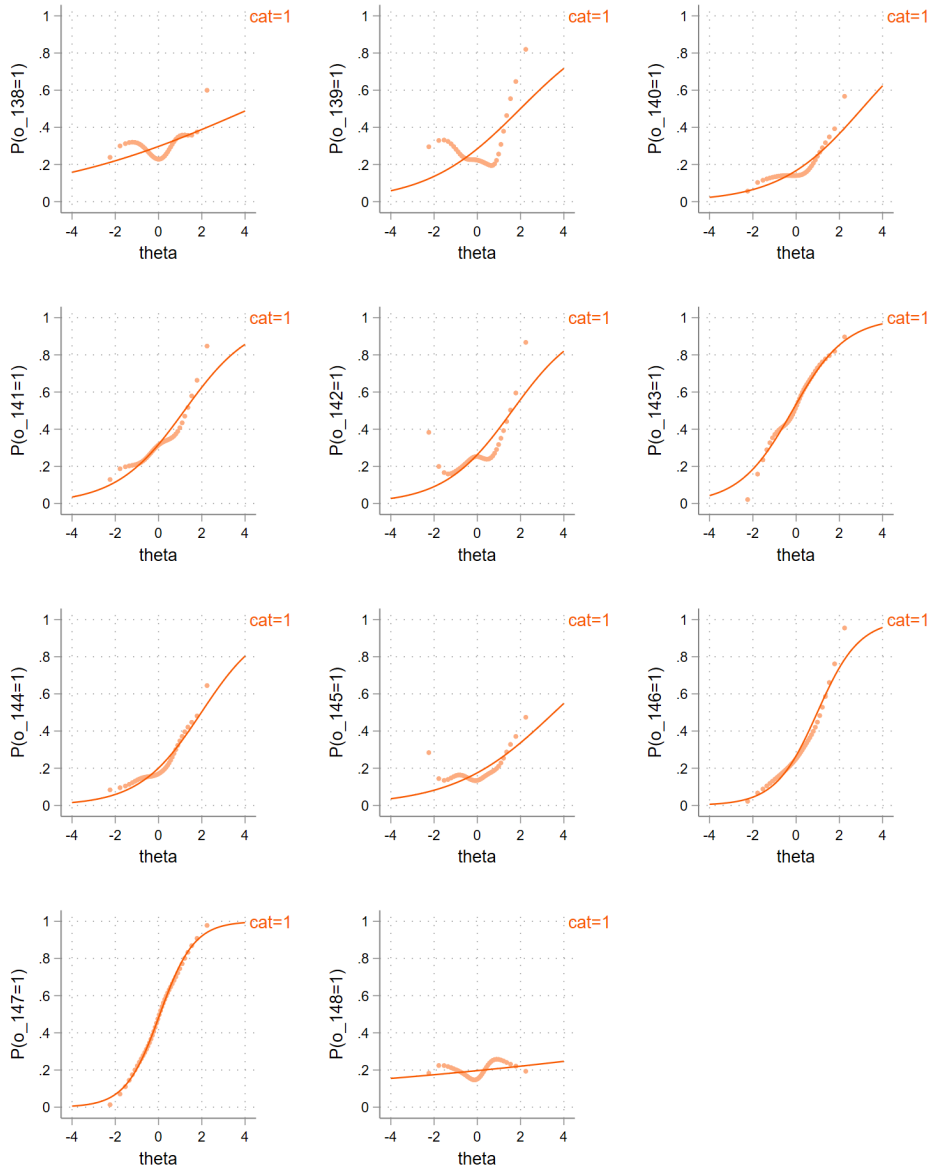 P(o_138=1)
1
.8
.6
.4
.2
0
-4 -2 0 2 4
theta
cat=1
P(o_139=1)
1
.8
.6
.4
.2
0
-4 -2 0 2 4
theta
cat=1
P(o_140=1)
1
.8
.6
.4
.2
0
-4 -2 0 2 4
theta
cat=1
P(o_141=1)
1
.8
.6
.4
.2
0
-4 -2 0 2 4
theta
cat=1
P(o_142=1)
1
.8
.6
.4
.2
0
-4 -2 0 2 4
theta
cat=1
P(o_143=1)
1
.8
.6
.4
.2
0
-4 -2 0 2 4
theta
cat=1
P(o_144=1)
1
.8
.6
.4
.2
0
-4 -2 0 2 4
theta
cat=1
P(o_145=1)
1
.8
.6
.4
.2
0
-4 -2 0 2 4
theta
cat=1
P(o_146=1)
1
.8
.6
.4
.2
0
-4 -2 0 2 4
theta
cat=1
P(o_147=1)
1
.8
.6
.4
.2
0
-4 -2 0 2 4
theta
cat=1
P(o_148=1)
1
.8
.6
.4
.2
0
-4 -2 0 2 4
theta
cat=1